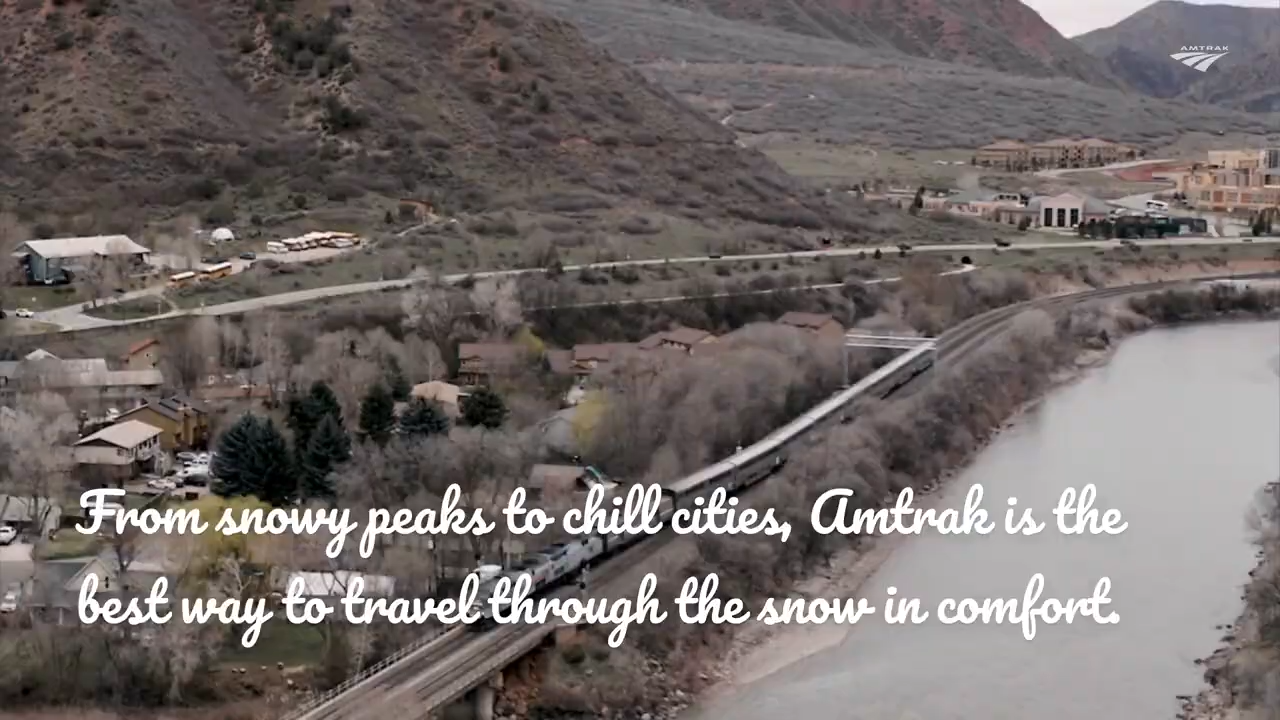 AMTRAK
From snowy peaks to chill cities, Amtrak is the
best way to travel through the snow in comfort.